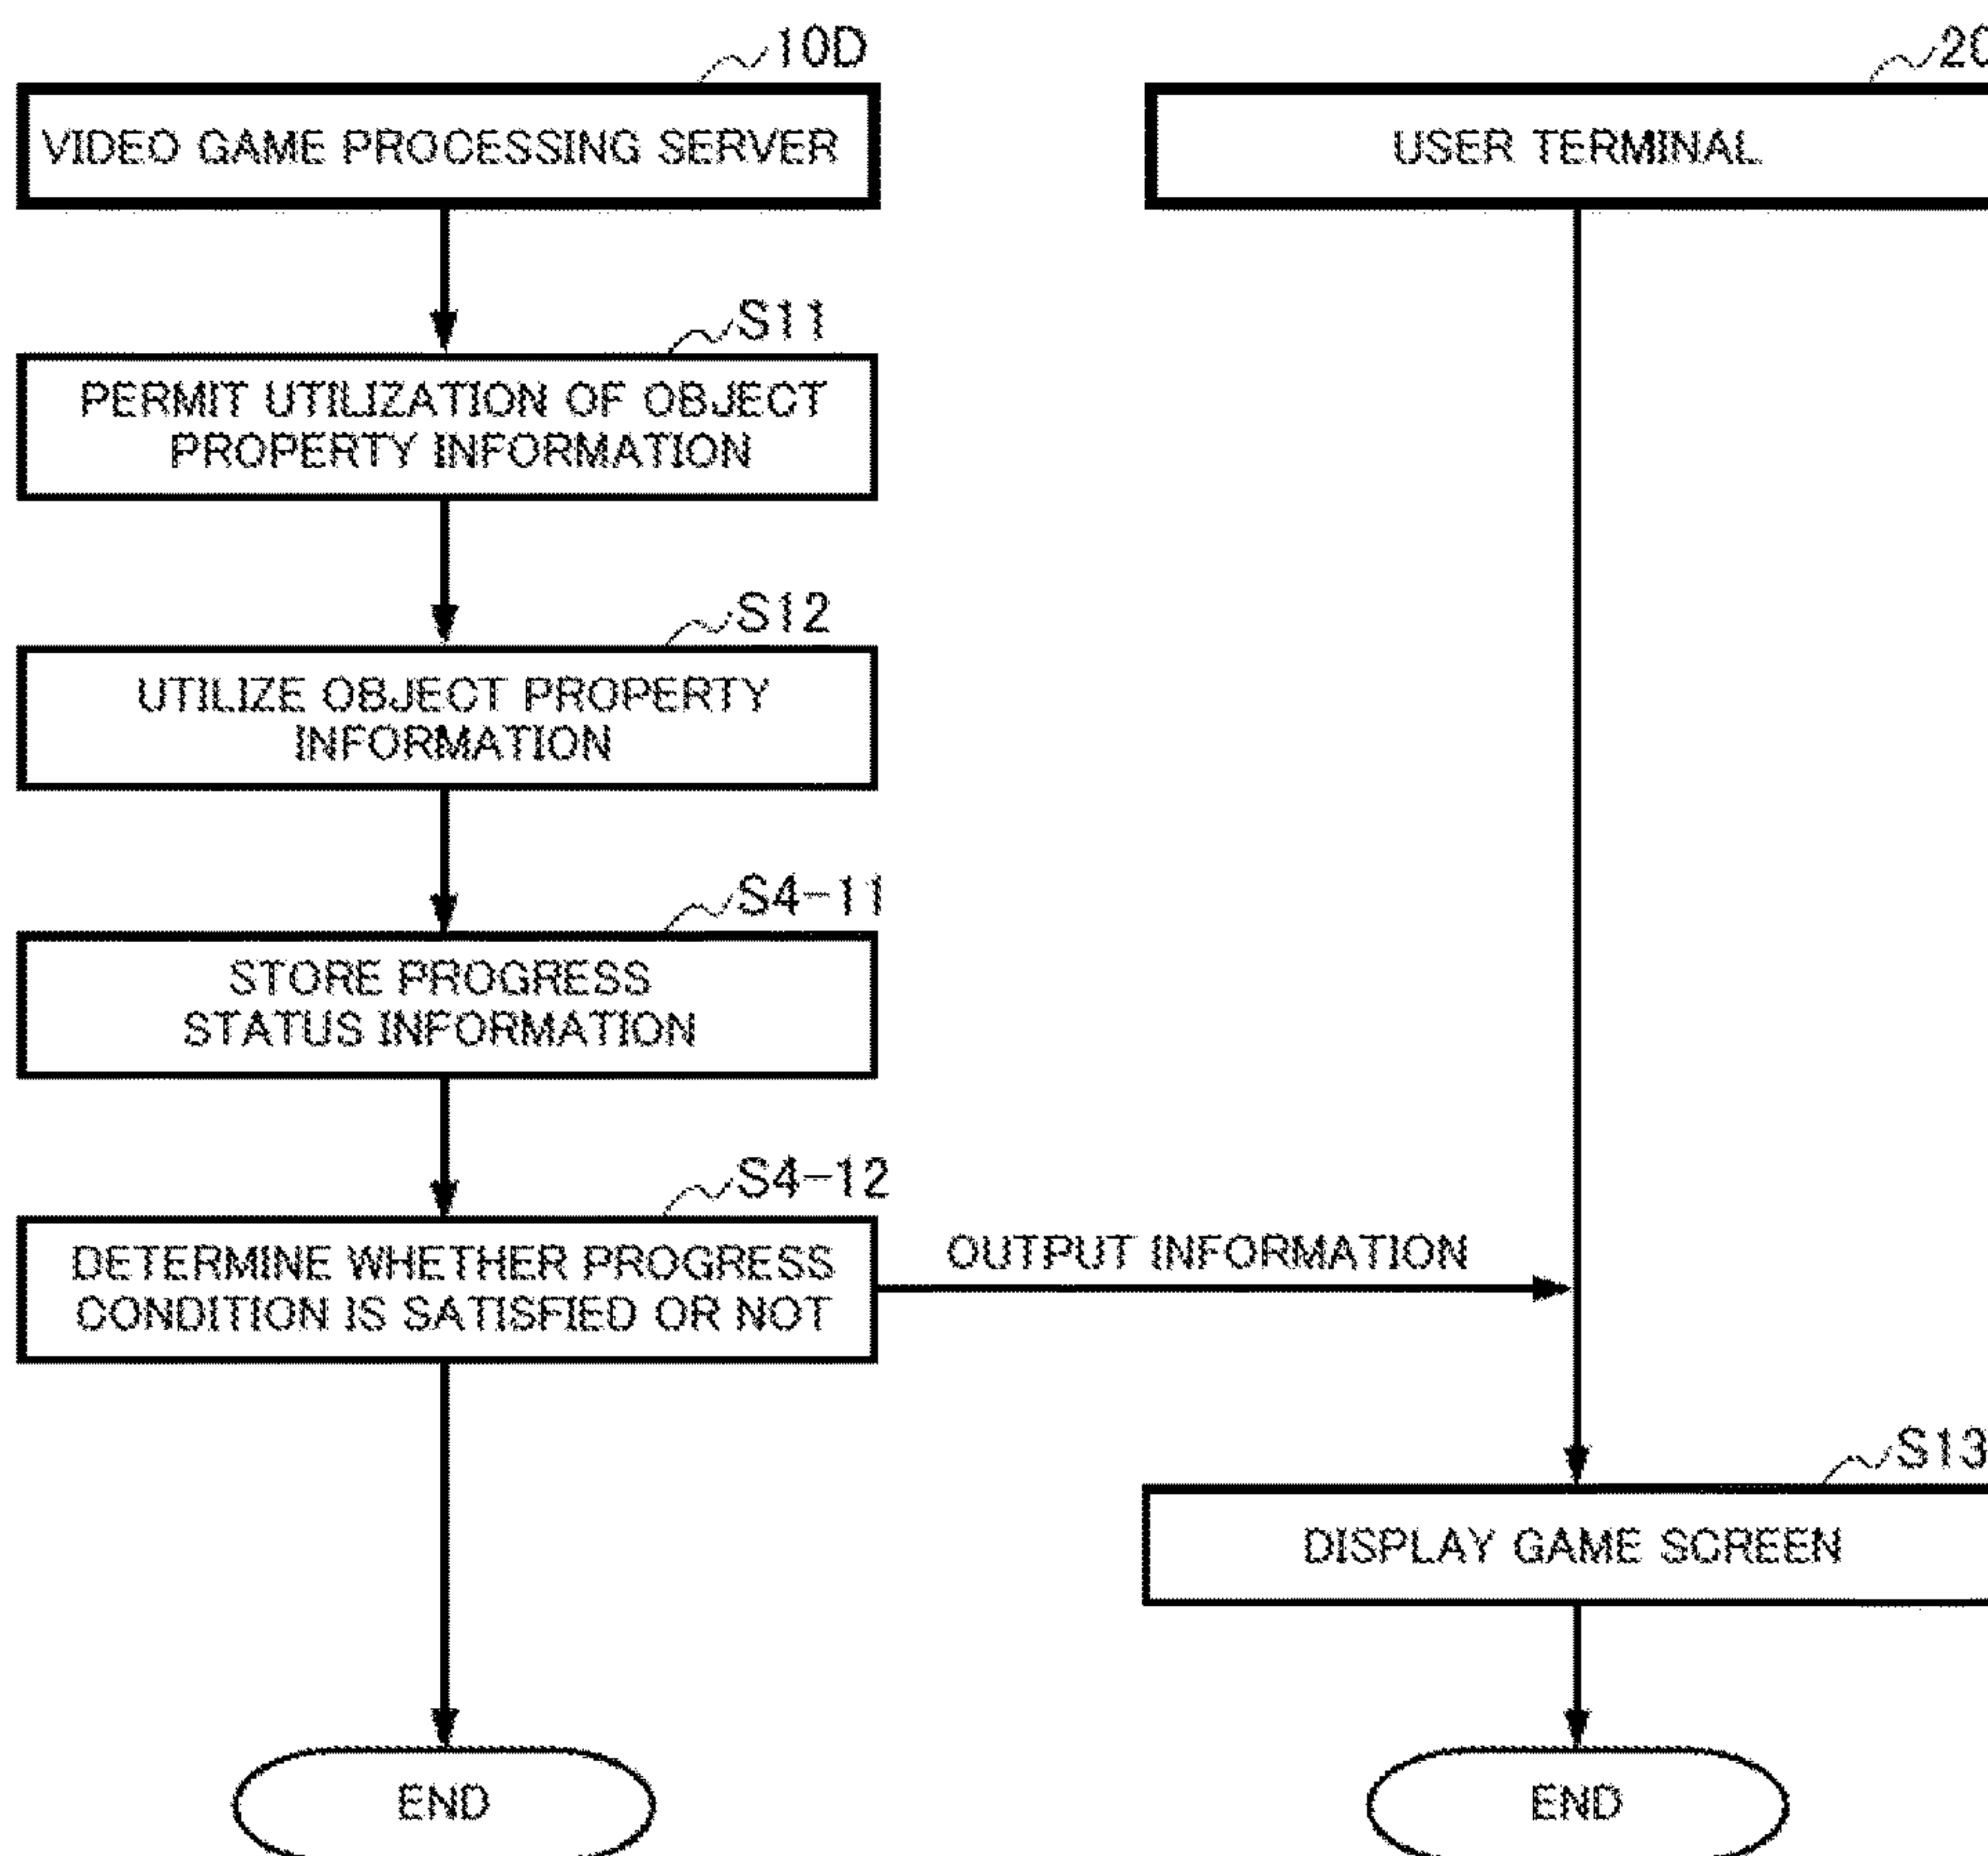 10D
VIDEO GAME PROCESSING SERVER
S11
PERMIT UTILIZATION OF OBJECT
PROPERTY INFORMATION
S12
UTILIZE OBJECT PROPERTY
INFORMATION
S4-11
STORE PROGRESS
STATUS INFORMATION
S4-12
DETERMINE WHETHER PROGRESS
CONDITION IS SATISFIED OR NOT
OUTPUT INFORMATION
END
20
USER TERMINAL
S13
DISPLAY GAME SCREEN
END